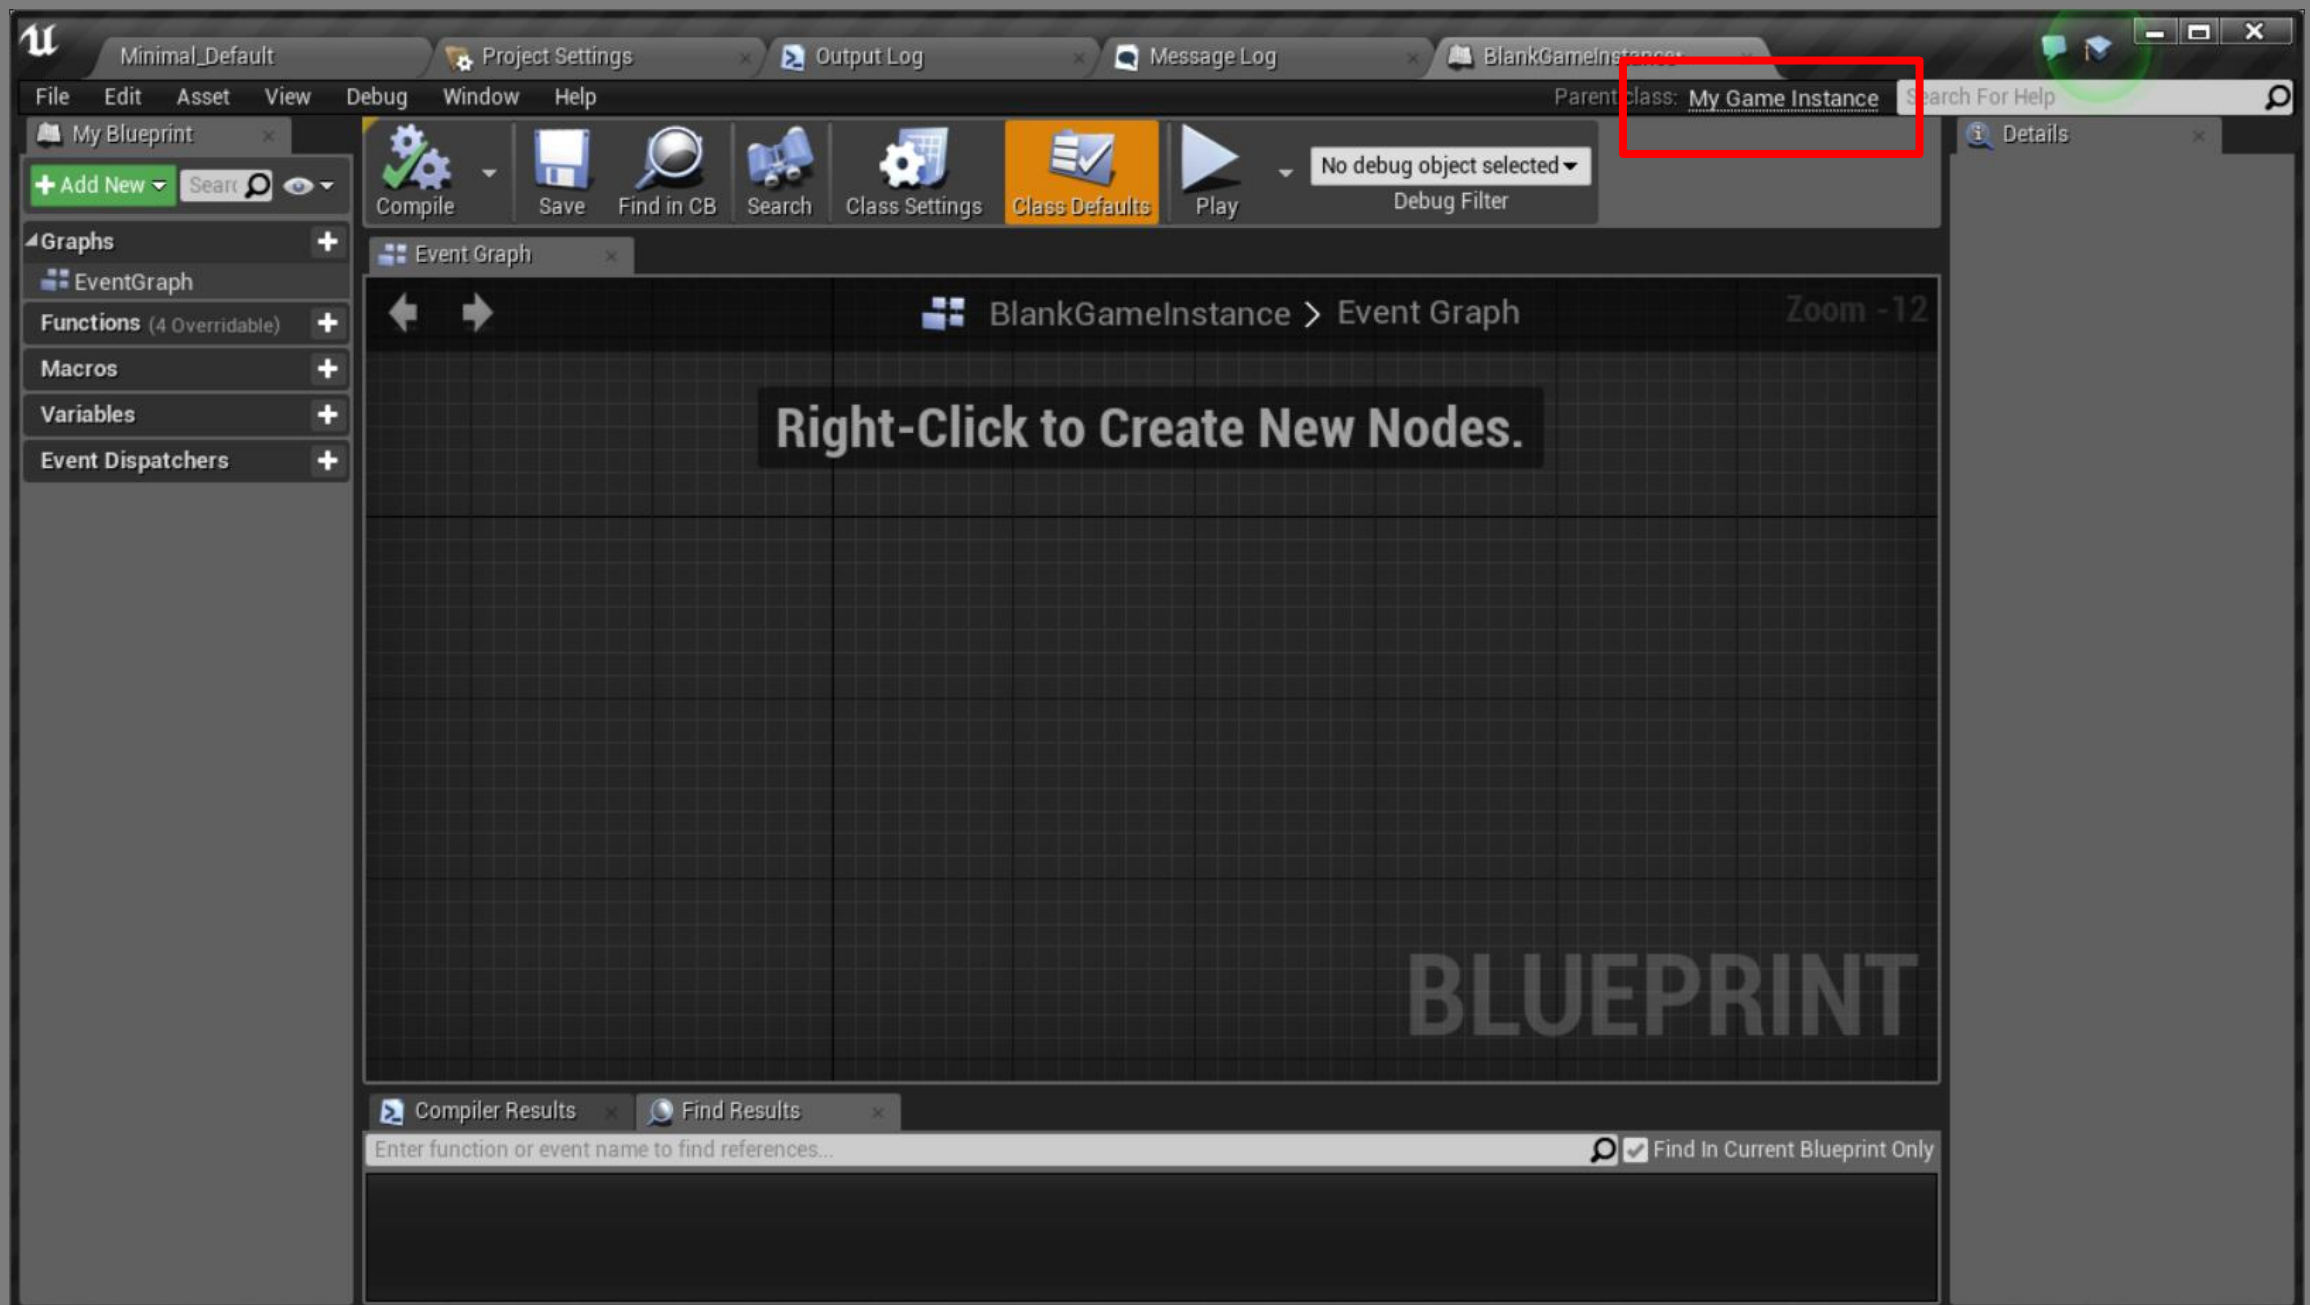 Minimal_Default
Project Settings
Output Log
Message Log
BlankGameInstance*
File Edit Asset View Debug Window Help
Parent class: My Game Instance
Search For Help
My Blueprint
Add New
Searc
Graphs
EventGraph
Functions (4 Overridable)
Macros
Variables
Event Dispatchers
Compile
Save
Find in CB
Search
Class Settings
Class Defaults
Play
No debug object selected
Debug Filter
Details
Event Graph
BlankGameInstance > Event Graph
Zoom -12
Right-Click to Create New Nodes.
BLUEPRINT
Compiler Results
Find Results
Enter function or event name to find references...
Find In Current Blueprint Only